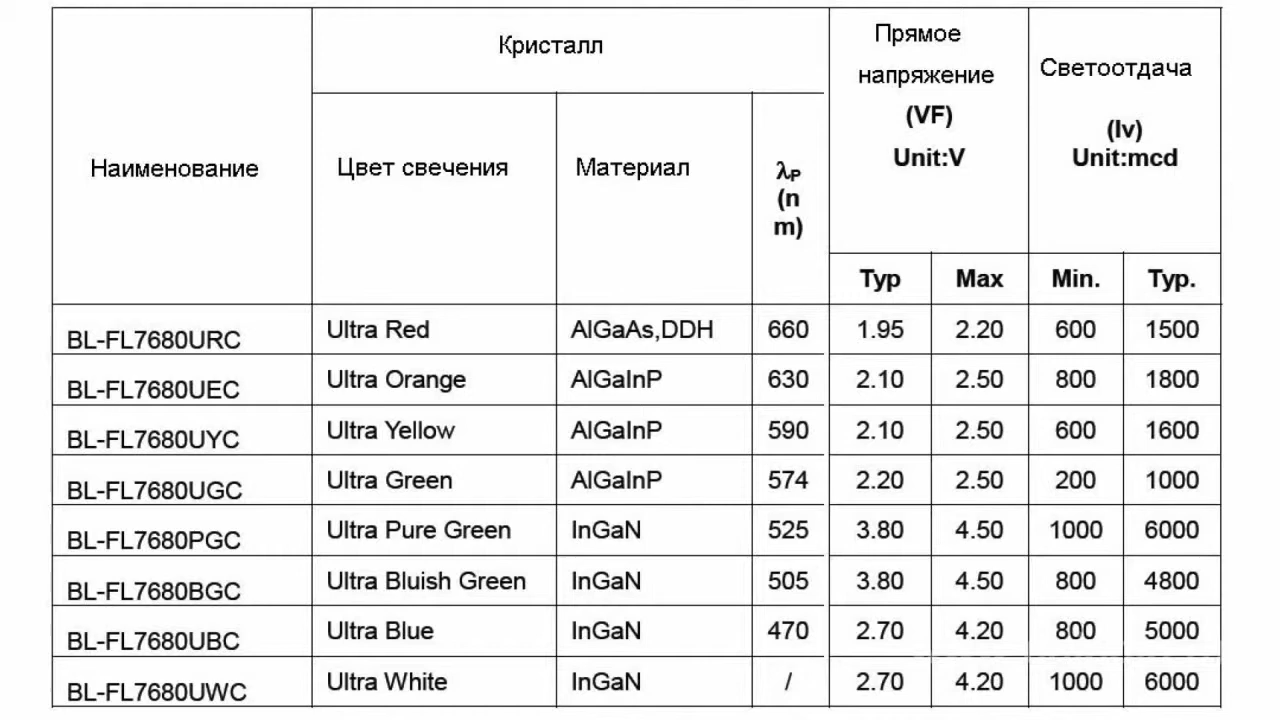 Наименование
Кристалл
Прямое
напряжение
(VF)
Unit:V
Светоотдача
(Iv)
Unit:mcd
Цвет свечения
Материал
λP
(n
m)
Typ Max Min. Typ.
BL-FL7680URC Ultra Red AlGaAs,DDH 660 1.95 2.20 600 1500
BL-FL7680UEC Ultra Orange AlGaInP 630 2.10 2.50 800 1800
BL-FL7680UYC Ultra Yellow AlGaInP 590 2.10 2.50 600 1600
BL-FL7680UGC Ultra Green AlGaInP 574 2.20 2.50 200 1000
BL-FL7680PGC Ultra Pure Green InGaN 525 3.80 4.50 1000 6000
BL-FL7680BGC Ultra Bluish Green InGaN 505 3.80 4.50 800 4800
BL-FL7680UBC Ultra Blue InGaN 470 2.70 4.20 800 5000
BL-FL7680UWC Ultra White InGaN / 2.70 4.20 1000 6000